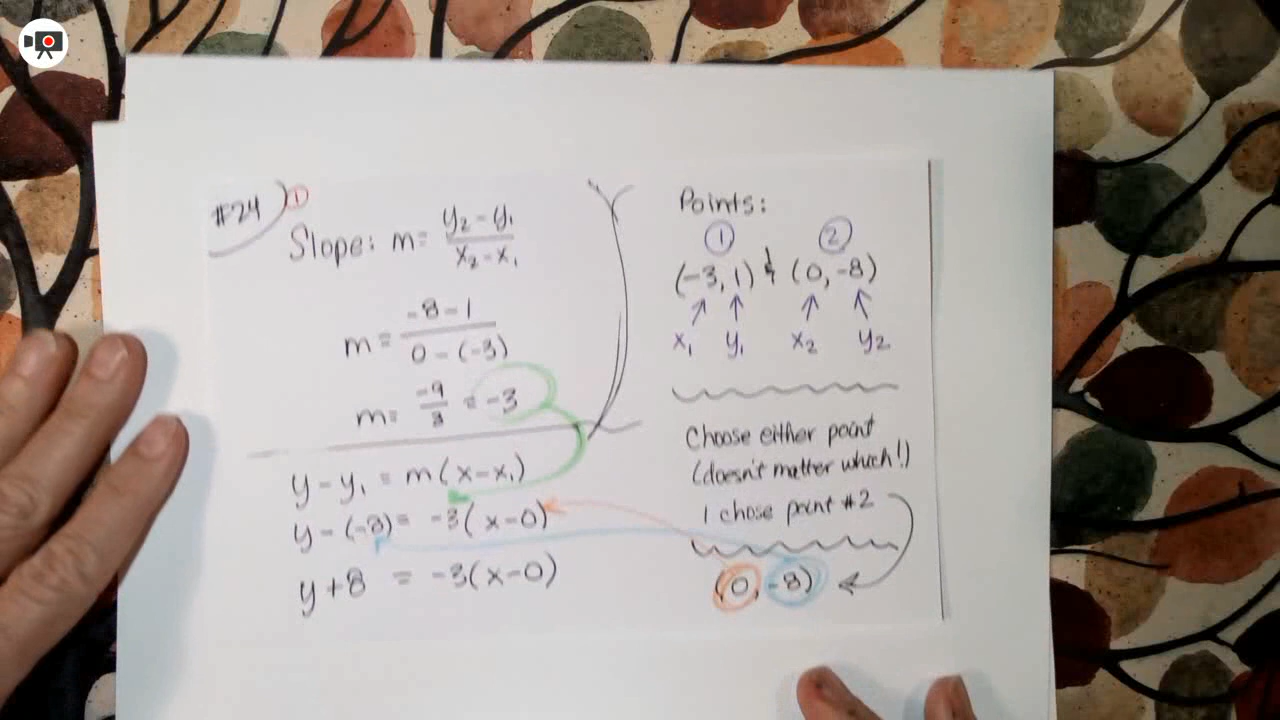 #24 ①
Slope: m = y₂ - y₁ / x₂ - x₁
m = -8 - 1 / 0 - (-3)
m = -9/3 = -3
y - y₁ = m(x - x₁)
y - (-8) = -3(x - 0)
y + 8 = -3(x - 0)
Points:
① ②
(-3, 1) & (0, -8)
x₁ y₁ x₂ y₂
Choose either point
(doesn't matter which!)
I chose point #2
(0, -8)